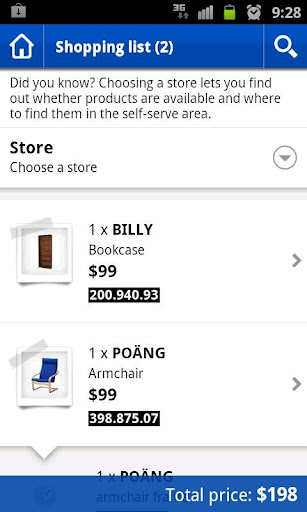 3G
9:28
Shopping list (2)
Did you know? Choosing a store lets you find
out whether products are available and where
to find them in the self-serve area.
Store
Choose a store
1 x BILLY
Bookcase
$99
200.940.93
1 x POÄNG
Armchair
$99
398.875.07
1 x POÄNG
armchair fra
Total price: $198